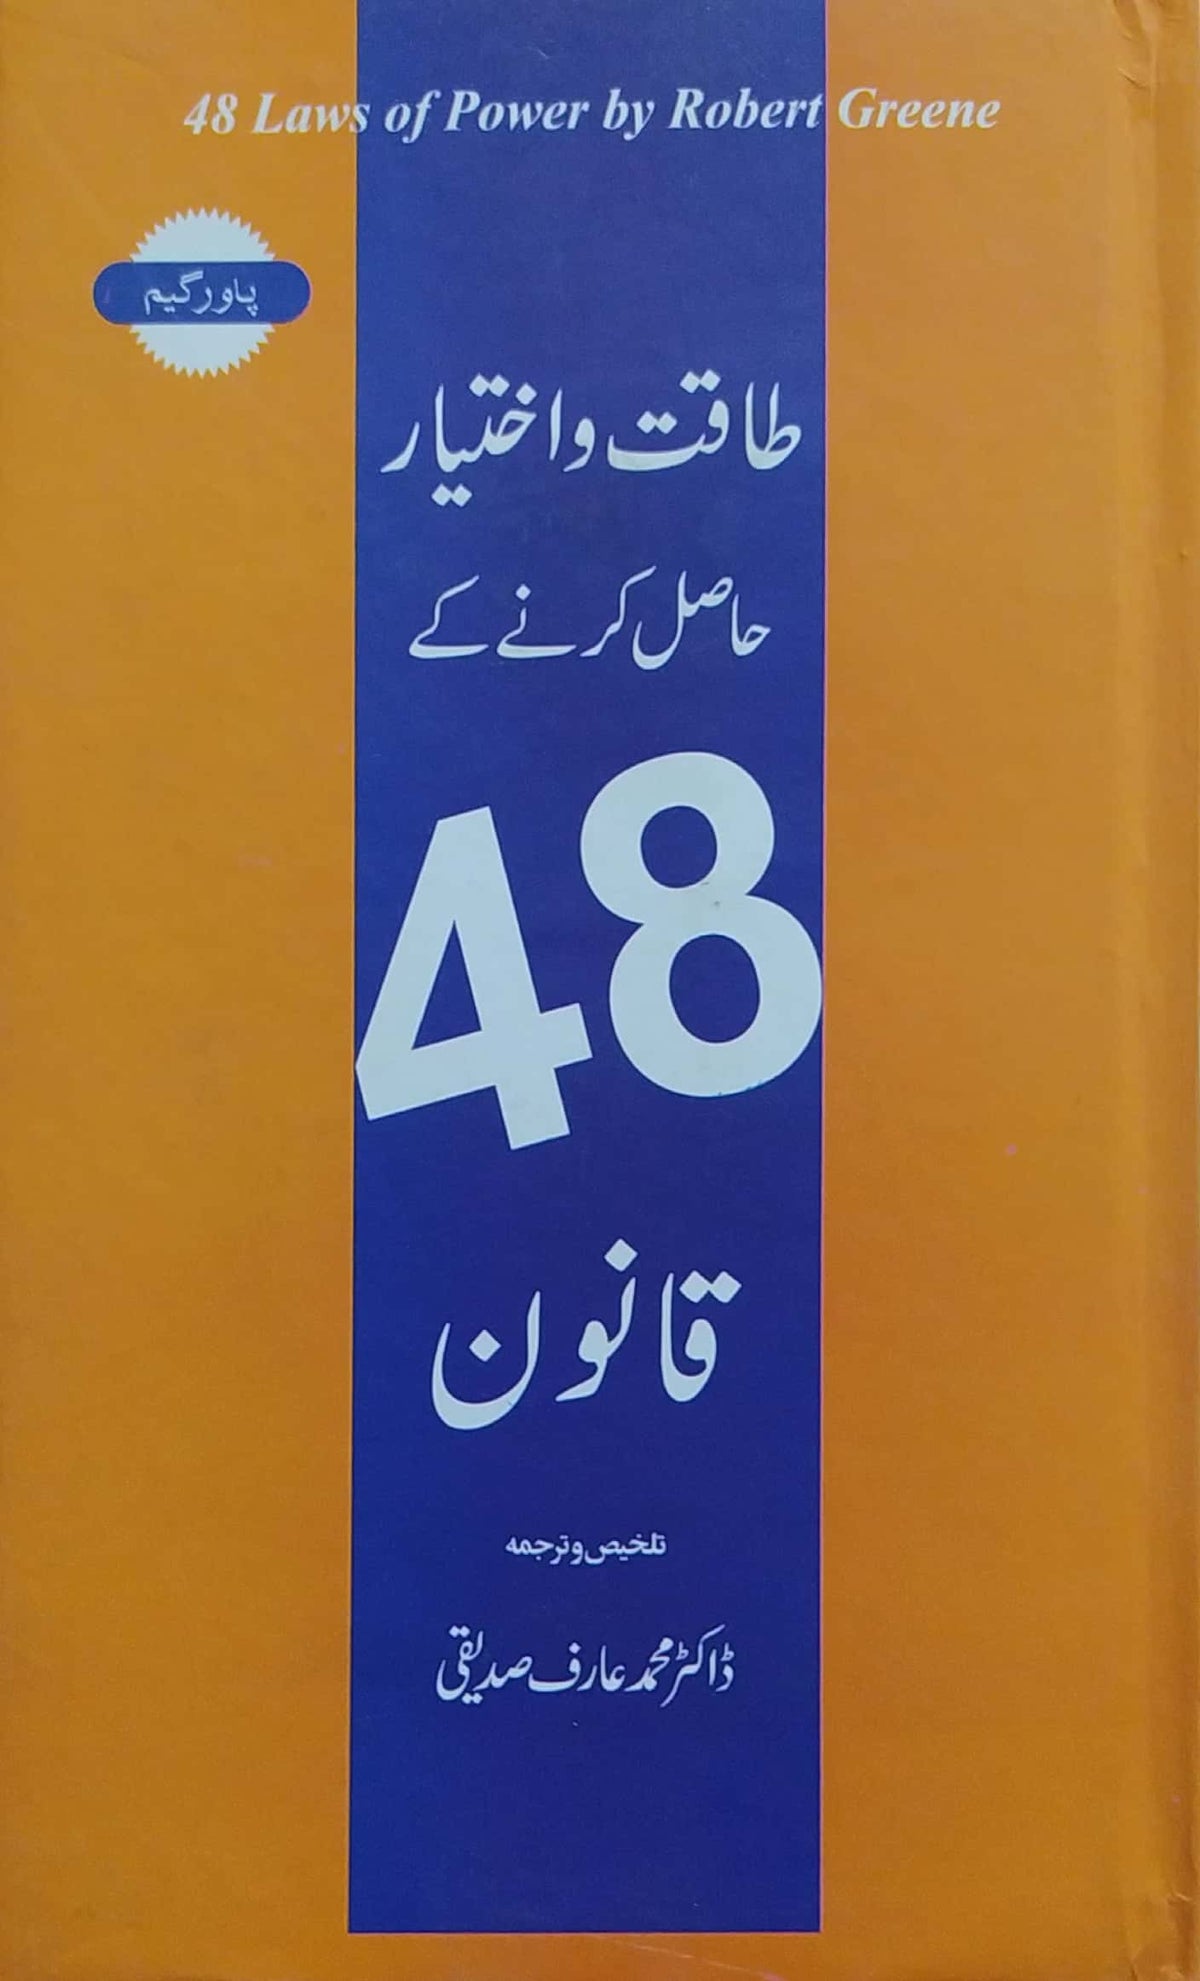 48 Laws of Power by Robert Greene
پاور گیم
طاقت و اختیار
حاصل کرنے کے
48
قانون
تلخیص و ترجمہ
ڈاکٹر محمد عارف صدیقی